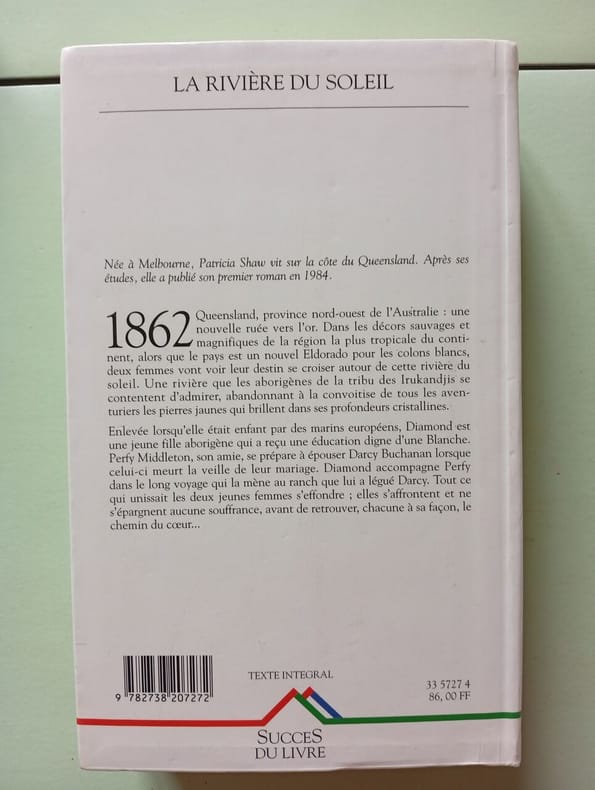 LA RIVIÈRE DU SOLEIL
Née à Melbourne, Patricia Shaw vit sur la côte du Queensland. Après ses
études, elle a publié son premier roman en 1984.
1862 Queensland, province nord-ouest de l'Australie : une
nouvelle ruée vers l'or. Dans les décors sauvages et
magnifiques de la région la plus tropicale du conti-
nent, alors que le pays est un nouvel Eldorado pour les colons blancs,
deux femmes vont voir leur destin se croiser autour de cette rivière du
soleil. Une rivière que les aborigènes de la tribu des Irukandjis se
contentent d'admirer, abandonnant à la convoitise de tous les aven-
turiers les pierres jaunes qui brillent dans ses profondeurs cristallines.
Enlevée lorsqu'elle était enfant par des marins européens, Diamond est
une jeune fille aborigène qui a reçu une éducation digne d'une Blanche.
Perfy Middleton, son amie, se prépare à épouser Darcy Buchanan lorsque
celui-ci meurt la veille de leur mariage. Diamond accompagne Perfy
dans le long voyage qui la mène au ranch que lui a légué Darcy. Tout ce
qui unissait les deux jeunes femmes s'effondre ; elles s'affrontent et ne
s'épargnent aucune souffrance, avant de retrouver, chacune à sa façon, le
chemin du cœur...
9 782738 207272
TEXTE INTEGRAL
33 5727 4
86,00 FF
SUCCES
DU LIVRE